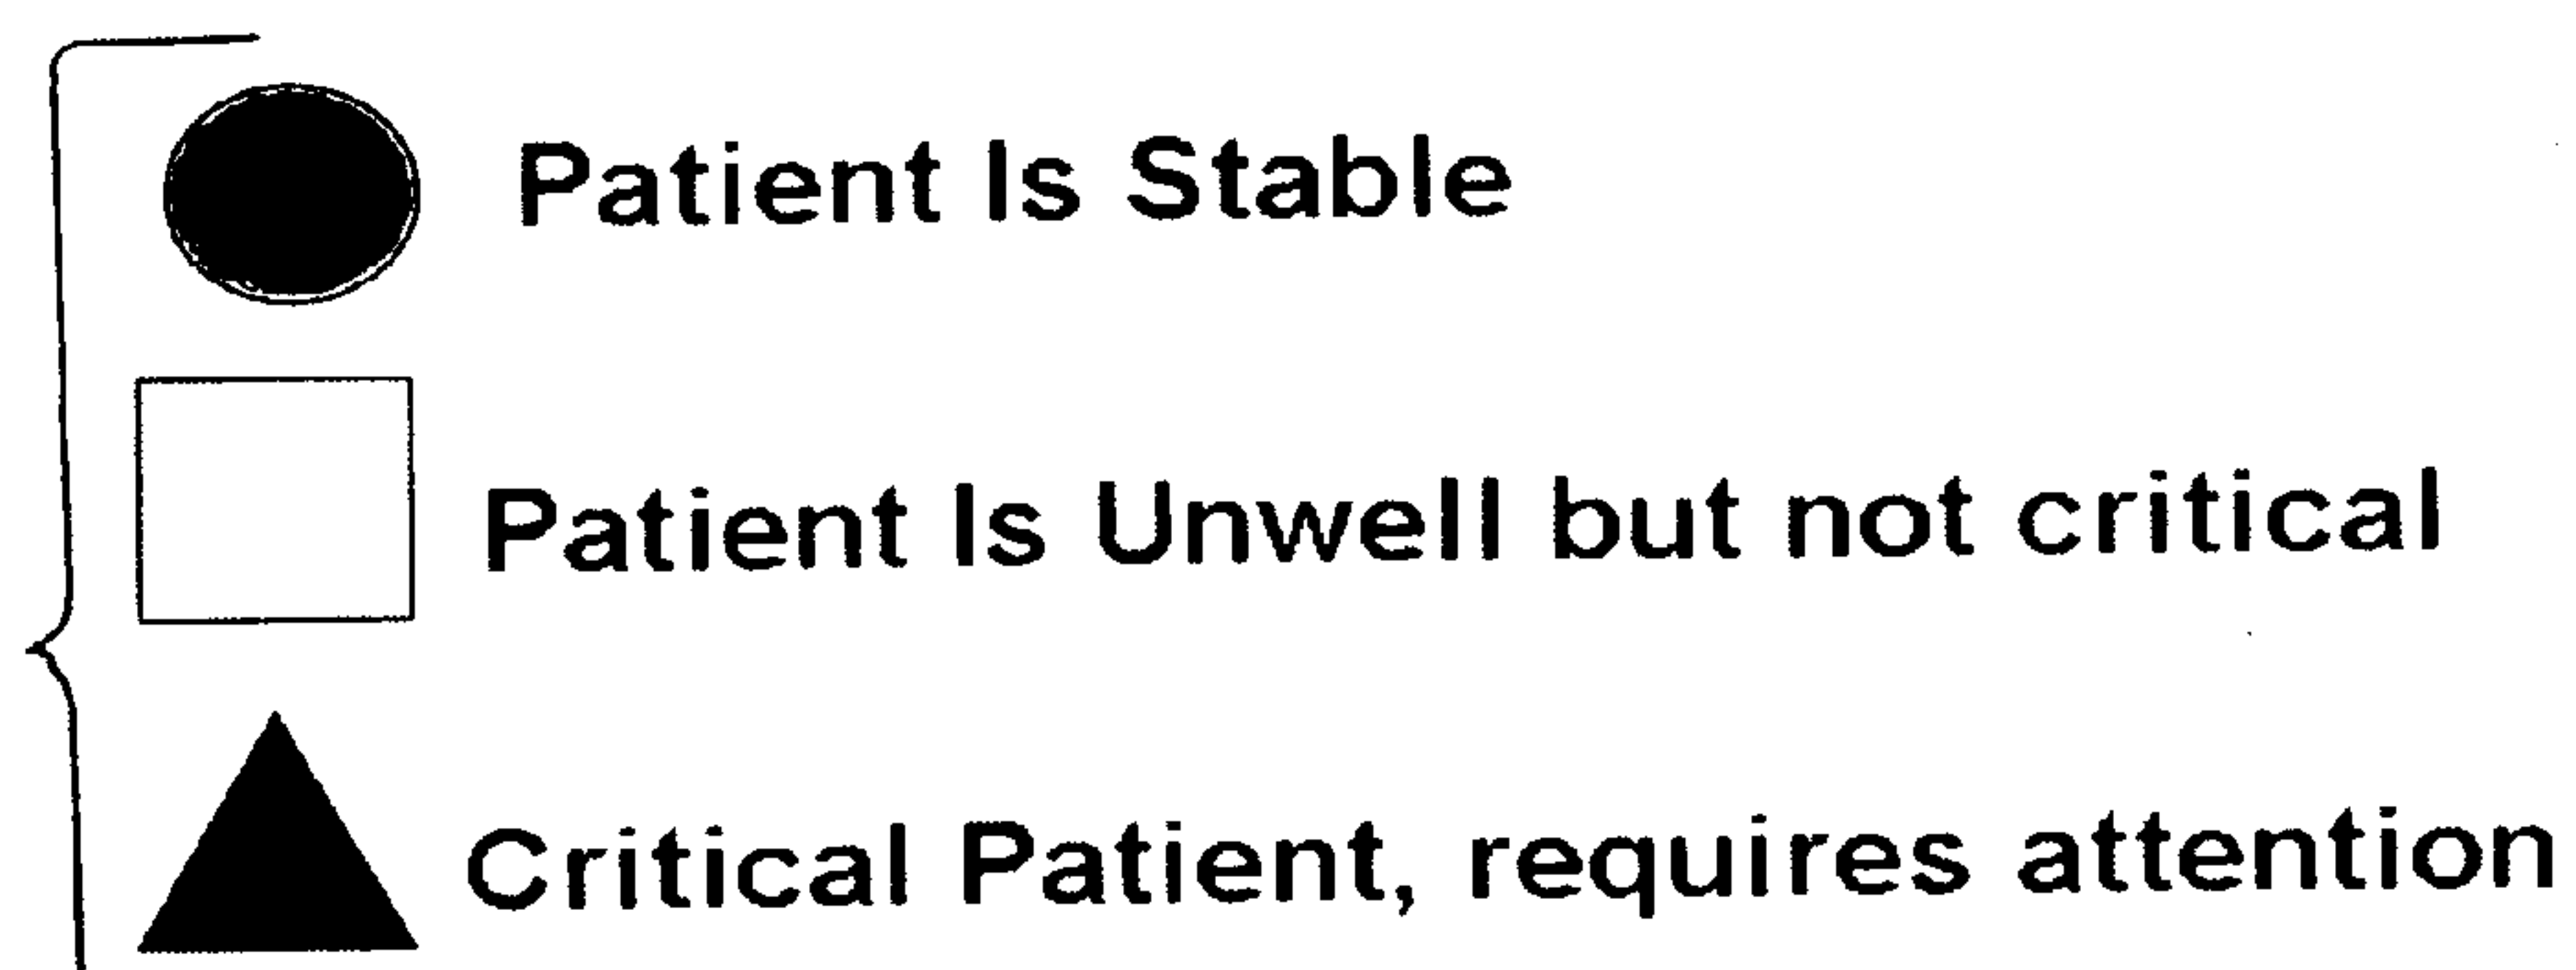 Patient Is Stable
Patient Is Unwell but not critical
Critical Patient, requires attention